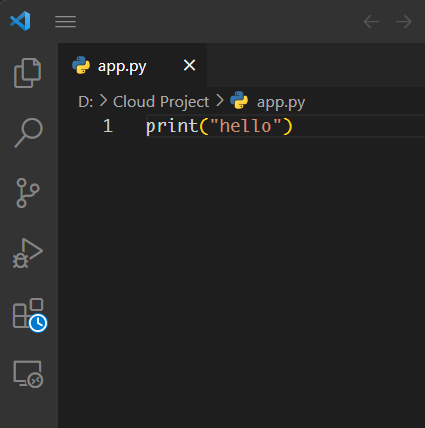 app.py
D: > Cloud Project > app.py
1 print("hello")